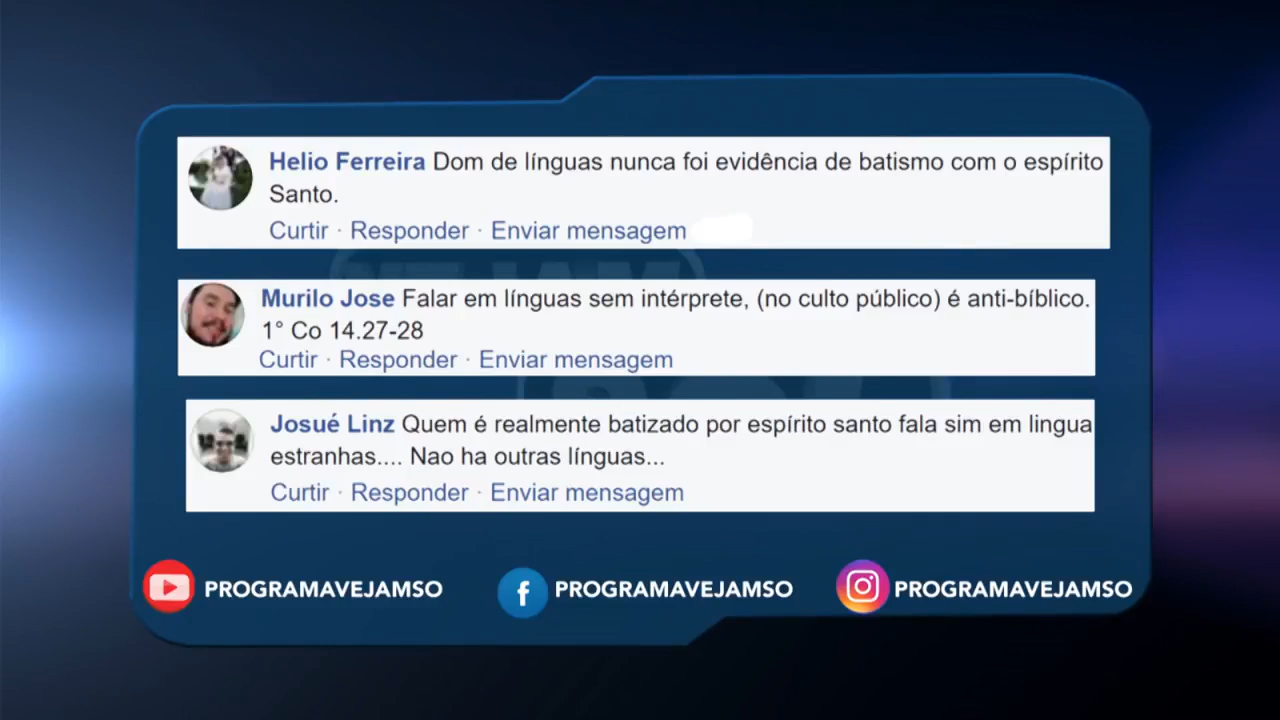 Helio Ferreira Dom de línguas nunca foi evidência de batismo com o espírito
Santo.
Curtir · Responder · Enviar mensagem
Murilo Jose Falar em línguas sem intérprete, (no culto público) é anti-bíblico.
1° Co 14.27-28
Curtir · Responder · Enviar mensagem
Josué Linz Quem é realmente batizado por espírito santo fala sim em lingua
estranhas.... Nao ha outras línguas...
Curtir · Responder · Enviar mensagem
PROGRAMAVEJAMSO PROGRAMAVEJAMSO PROGRAMAVEJAMSO